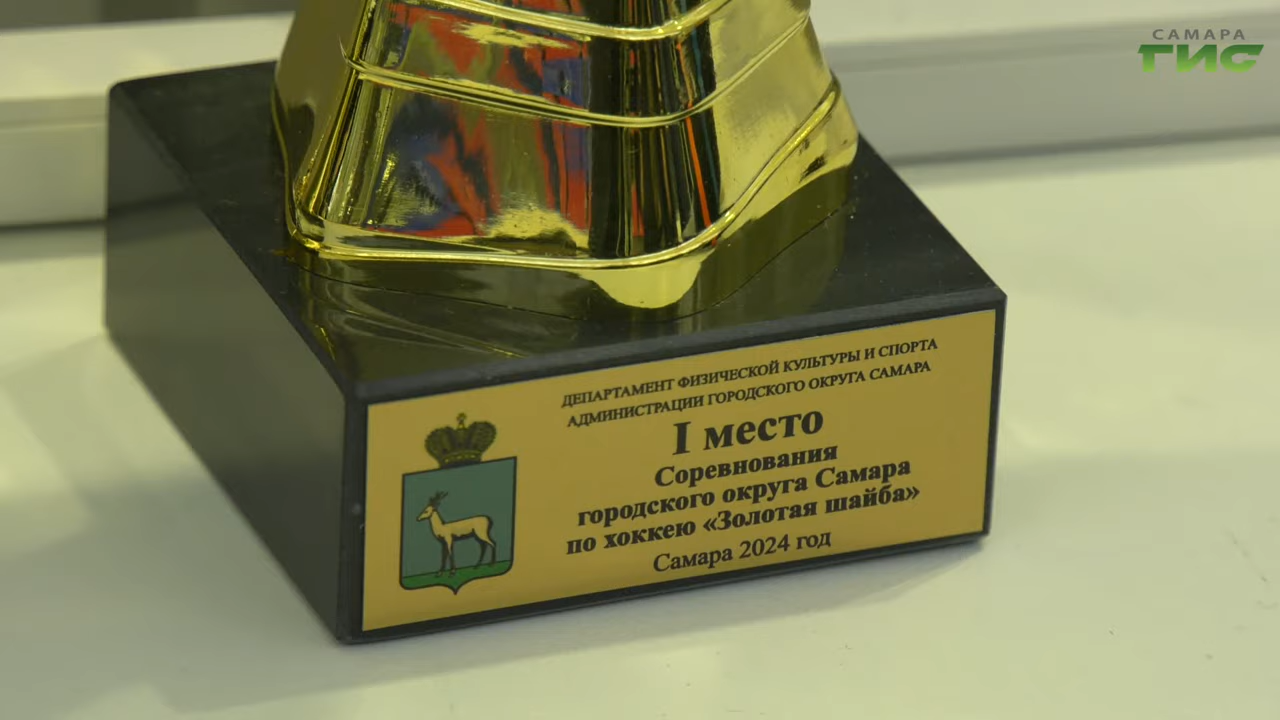 САМАРА
ГИС
ДЕПАРТАМЕНТ ФИЗИЧЕСКОЙ КУЛЬТУРЫ И СПОРТА
АДМИНИСТРАЦИИ ГОРОДСКОГО ОКРУГА САМАРА
I место
Соревнования
городского округа Самара
по хоккею «Золотая шайба»
Самара 2024 год